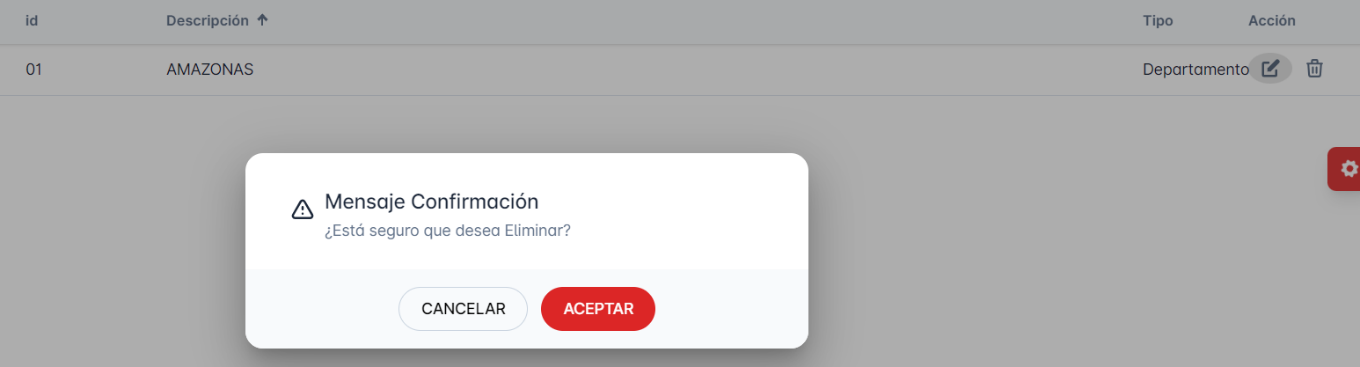 id Descripción Tipo Acción
01 AMAZONAS Departamento
Mensaje Confirmación
¿Está seguro que desea Eliminar?
CANCELAR ACEPTAR